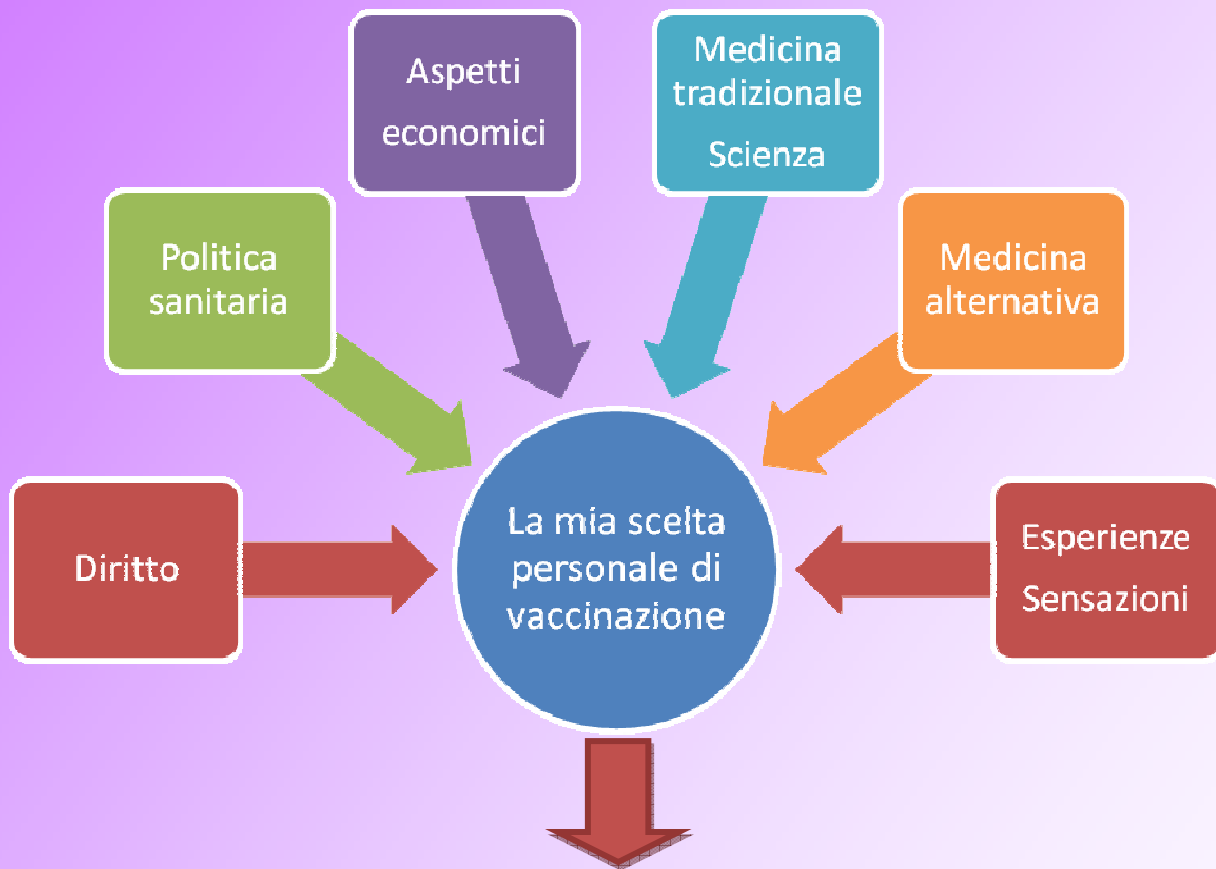 Aspetti
economici
Medicina
tradizionale
Scienza
Politica
sanitaria
Medicina
alternativa
Diritto
La mia scelta
personale di
vaccinazione
Esperienze
Sensazioni